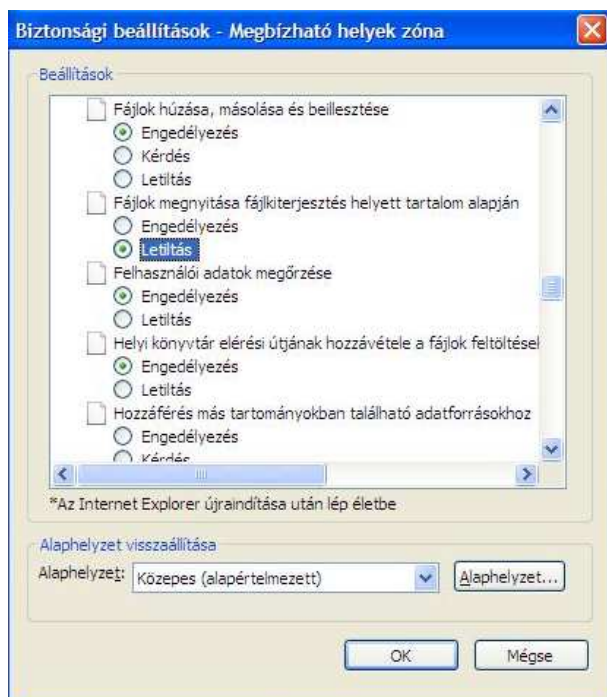 Biztonsági beállítások - Megbízható helyek zóna
Beállítások
Fájlok húzása, másolása és beillesztése
Engedélyezés
Kérdés
Letiltás
Fájlok megnyitása fájlkiterjesztés helyett tartalom alapján
Engedélyezés
Letiltás
Felhasználói adatok megőrzése
Engedélyezés
Letiltás
Helyi könyvtár elérési útjának hozzávétele a fájlok feltöltések
Engedélyezés
Letiltás
Hozzáférés más tartományokban található adatforrásokhoz
Engedélyezés
Kérdés
*Az Internet Explorer újraindítása után lép életbe
Alaphelyzet visszaállítása
Alaphelyzet: Közepes (alapértelmezett) Alaphelyzet...
OK Mégse